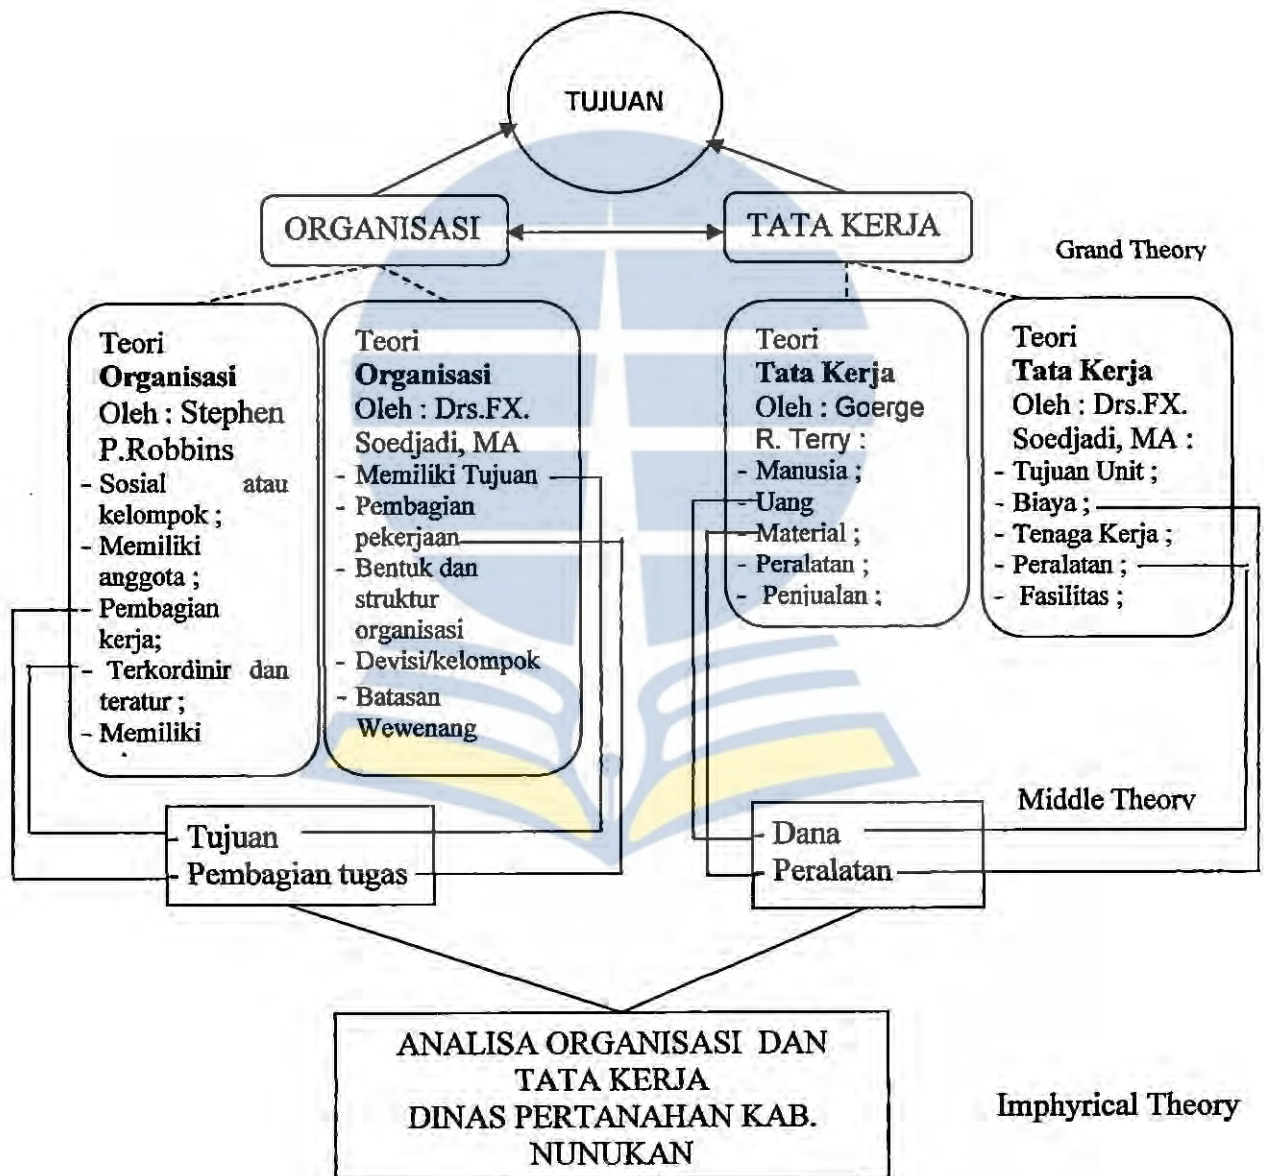 TUJUAN
ORGANISASI
TATA KERJA
Grand Theory
Teori
Organisasi
Oleh : Stephen
P.Robbins
- Sosial atau
kelompok ;
- Memiliki
anggota ;
- Pembagian
kerja;
- Terkordinir dan
teratur ;
- Memiliki
Teori
Organisasi
Oleh : Drs.FX.
Soedjadi, MA
- Memiliki Tujuan
- Pembagian
pekerjaan
- Bentuk dan
struktur
organisasi
- Devisi/kelompok
- Batasan
Wewenang
Teori
Tata Kerja
Oleh : Goerge
R. Terry :
- Manusia ;
- Uang
- Material ;
- Peralatan ;
- Penjualan ;
Teori
Tata Kerja
Oleh : Drs.FX.
Soedjadi, MA :
- Tujuan Unit ;
- Biaya ;
- Tenaga Kerja ;
- Peralatan ;
- Fasilitas ;
Middle Theory
- Tujuan
- Pembagian tugas
- Dana
- Peralatan
ANALISA ORGANISASI DAN
TATA KERJA
DINAS PERTANAHAN KAB.
NUNUKAN
Imphyrical Theory